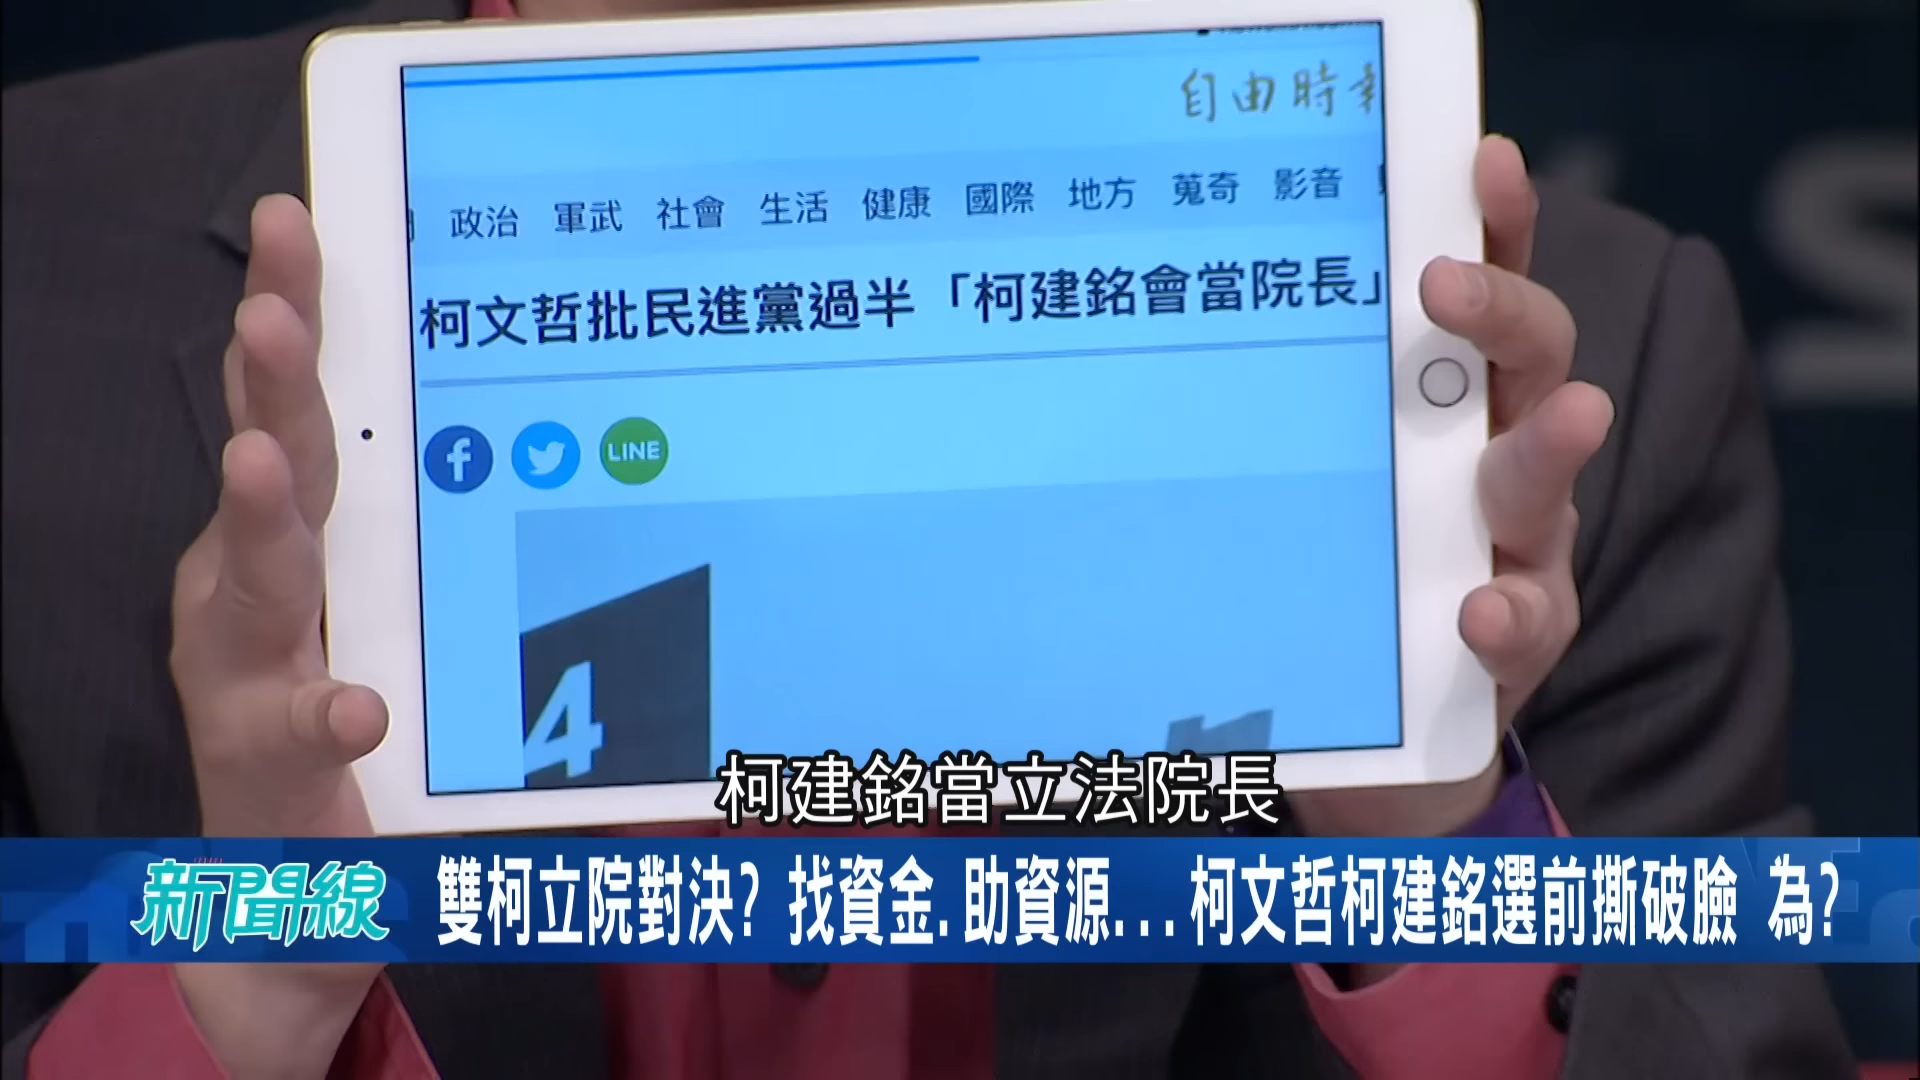 自由時
政治 軍武 社會 生活 健康 國際 地方 蒐奇 影音
柯文哲批民進黨過半「柯建銘會當院長」
f LINE
4
柯建銘當立法院長
新聞線 雙柯立院對決? 找資金.助資源...柯文哲柯建銘選前撕破臉 為?